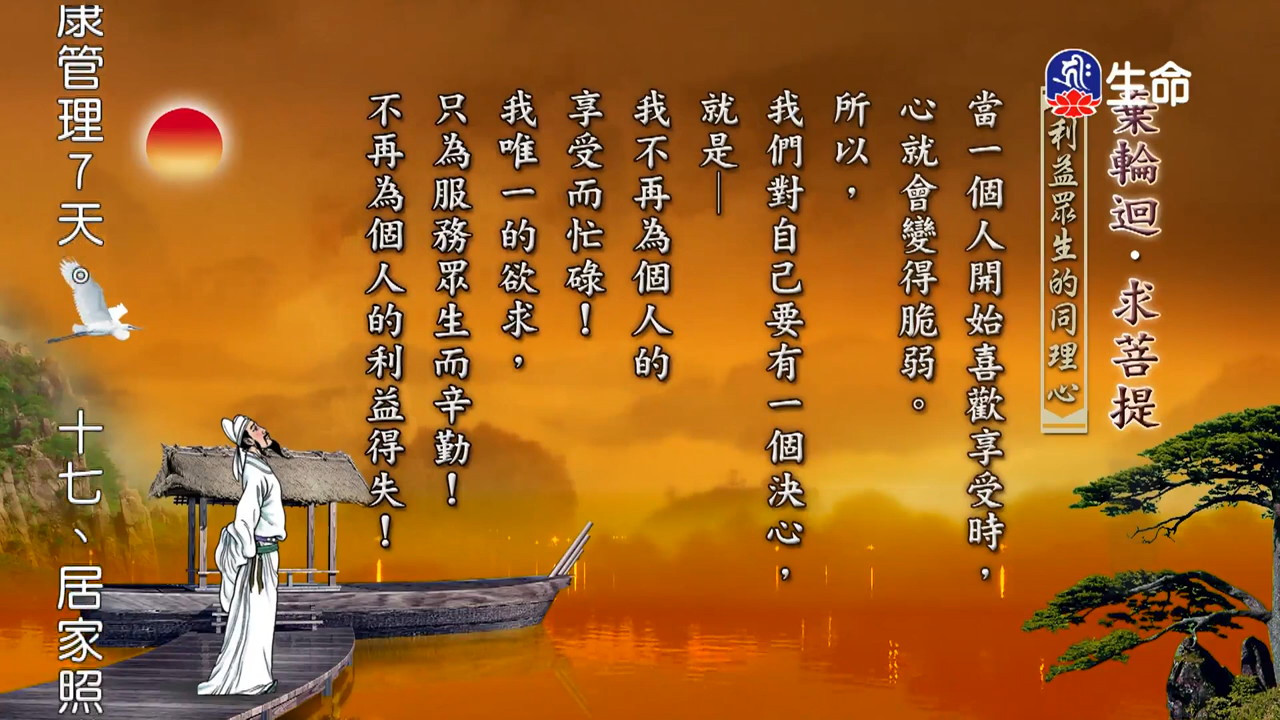 生命
業輪迴·求菩提
利益眾生的同理心
當一個人開始喜歡享受時，
心就會變得脆弱。
所以，
我們對自己要有一個決心，
就是—
我不再為個人的
享受而忙碌！
我唯一的欲求，
只為服務眾生而辛勤！
不再為個人的利益得失！
康管理7天。 十七、居家照